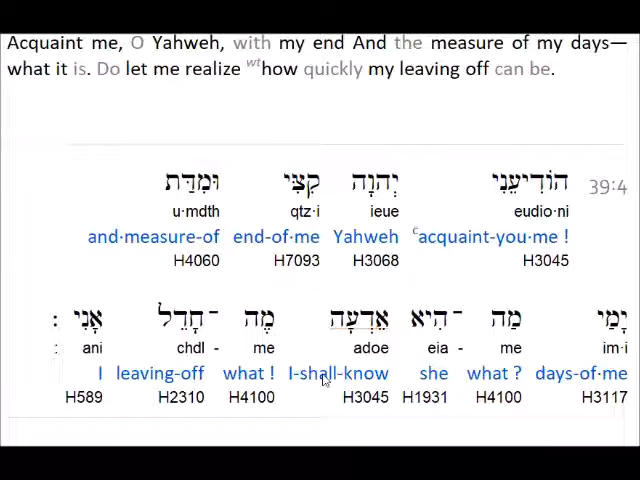 Acquaint me, O Yahweh, with my end And the measure of my days—
what it is. Do let me realize wt how quickly my leaving off can be.
39:4 הוֹדִיעֵנִי יְהוָה קִצִּי וּמִדַּת
u·mdth qtz·i ieue eudio·ni
and·measure-of end-of·me Yahweh cacquaint-you·me !
H4060 H7093 H3068 H3045
יָמַי מַה ־ הִיא אֵדְעָה מֶה ־ חָדֵל אָנִי :
: ani chdl - me adoe eia - me im·i
I leaving-off what ! I-shall-know she what ? days-of·me
H589 H2310 H4100 H3045 H1931 H4100 H3117